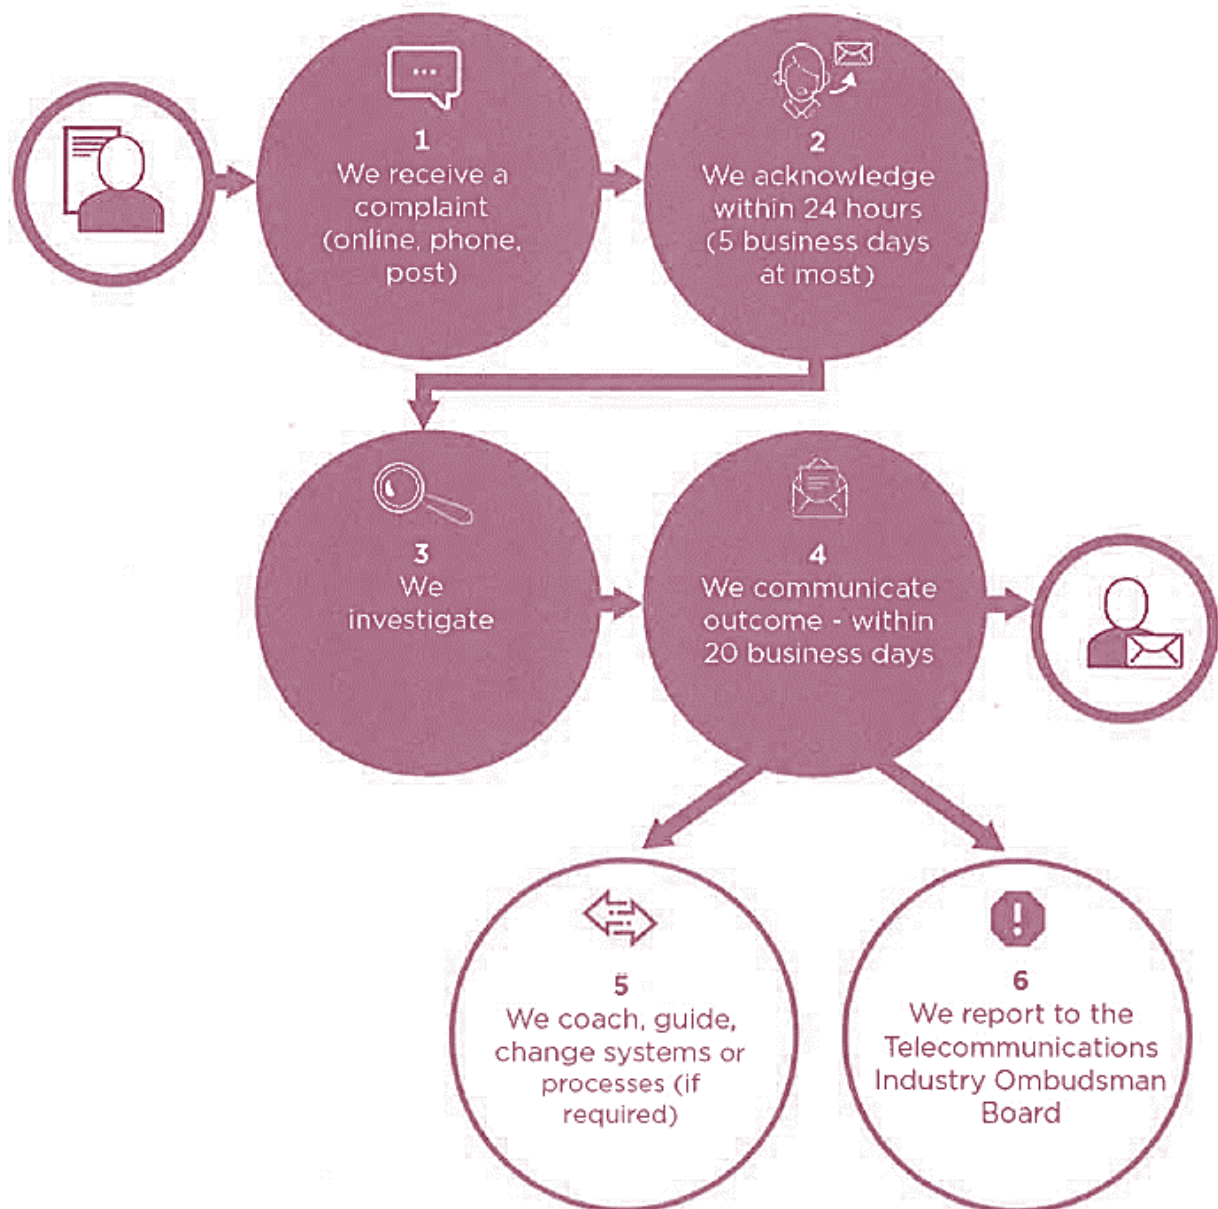 1
We receive a
complaint
(online, phone,
post)
2
We acknowledge
within 24 hours
(5 business days
at most)
3
We
investigate
4
We communicate
outcome - within
20 business days
5
We coach, guide,
change systems or
processes (if
required)
6
We report to the
Telecommunications
Industry Ombudsman
Board